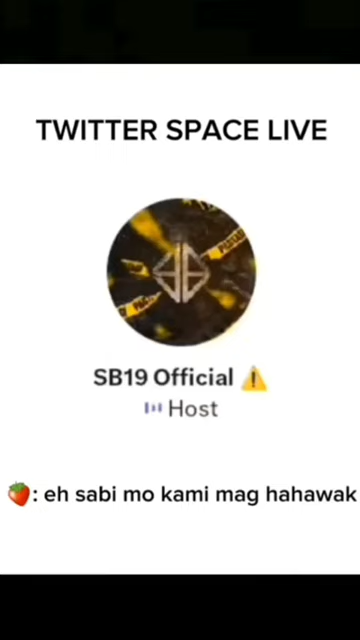 TWITTER SPACE LIVE
SB19 Official ⚠️
Host
🍓: eh sabi mo kami mag hahawak